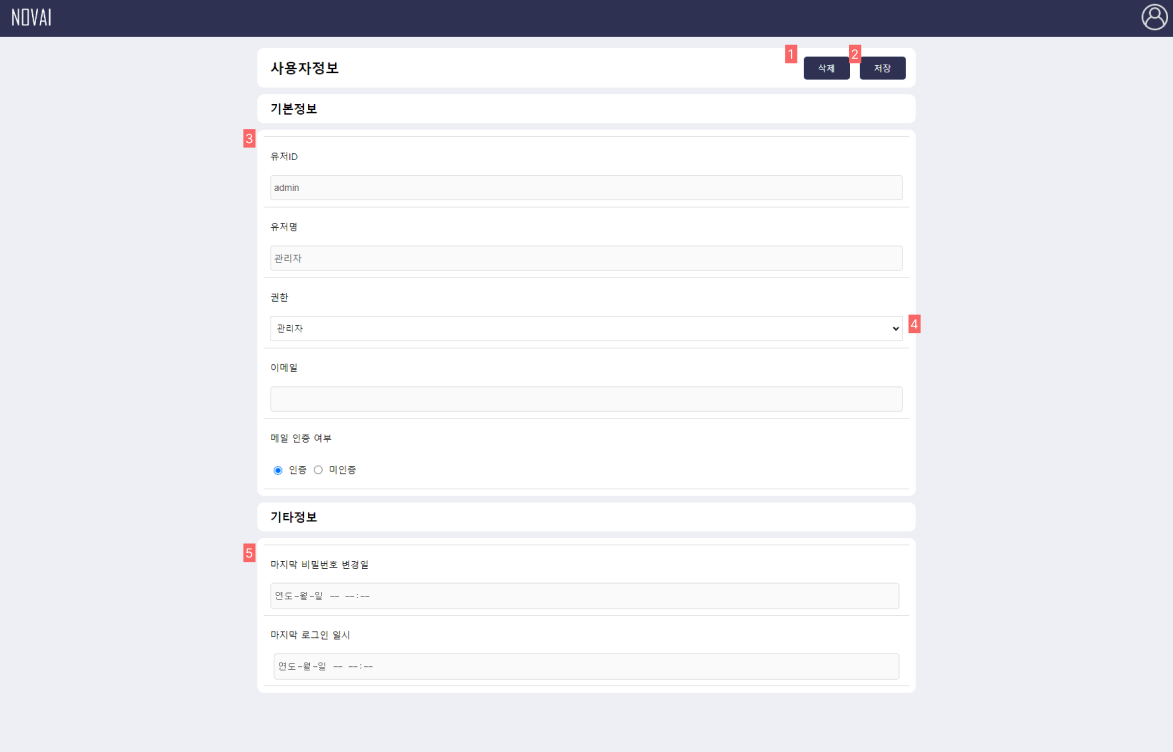 NOVAI
사용자정보
1
삭제
2
저장
기본정보
3
유저ID
admin
유저명
관리자
권한
관리자
4
이메일
메일 인증 여부
인증 미인증
기타정보
5
마지막 비밀번호 변경일
연도-월-일 -- --:--
마지막 로그인 일시
연도-월-일 -- --:--